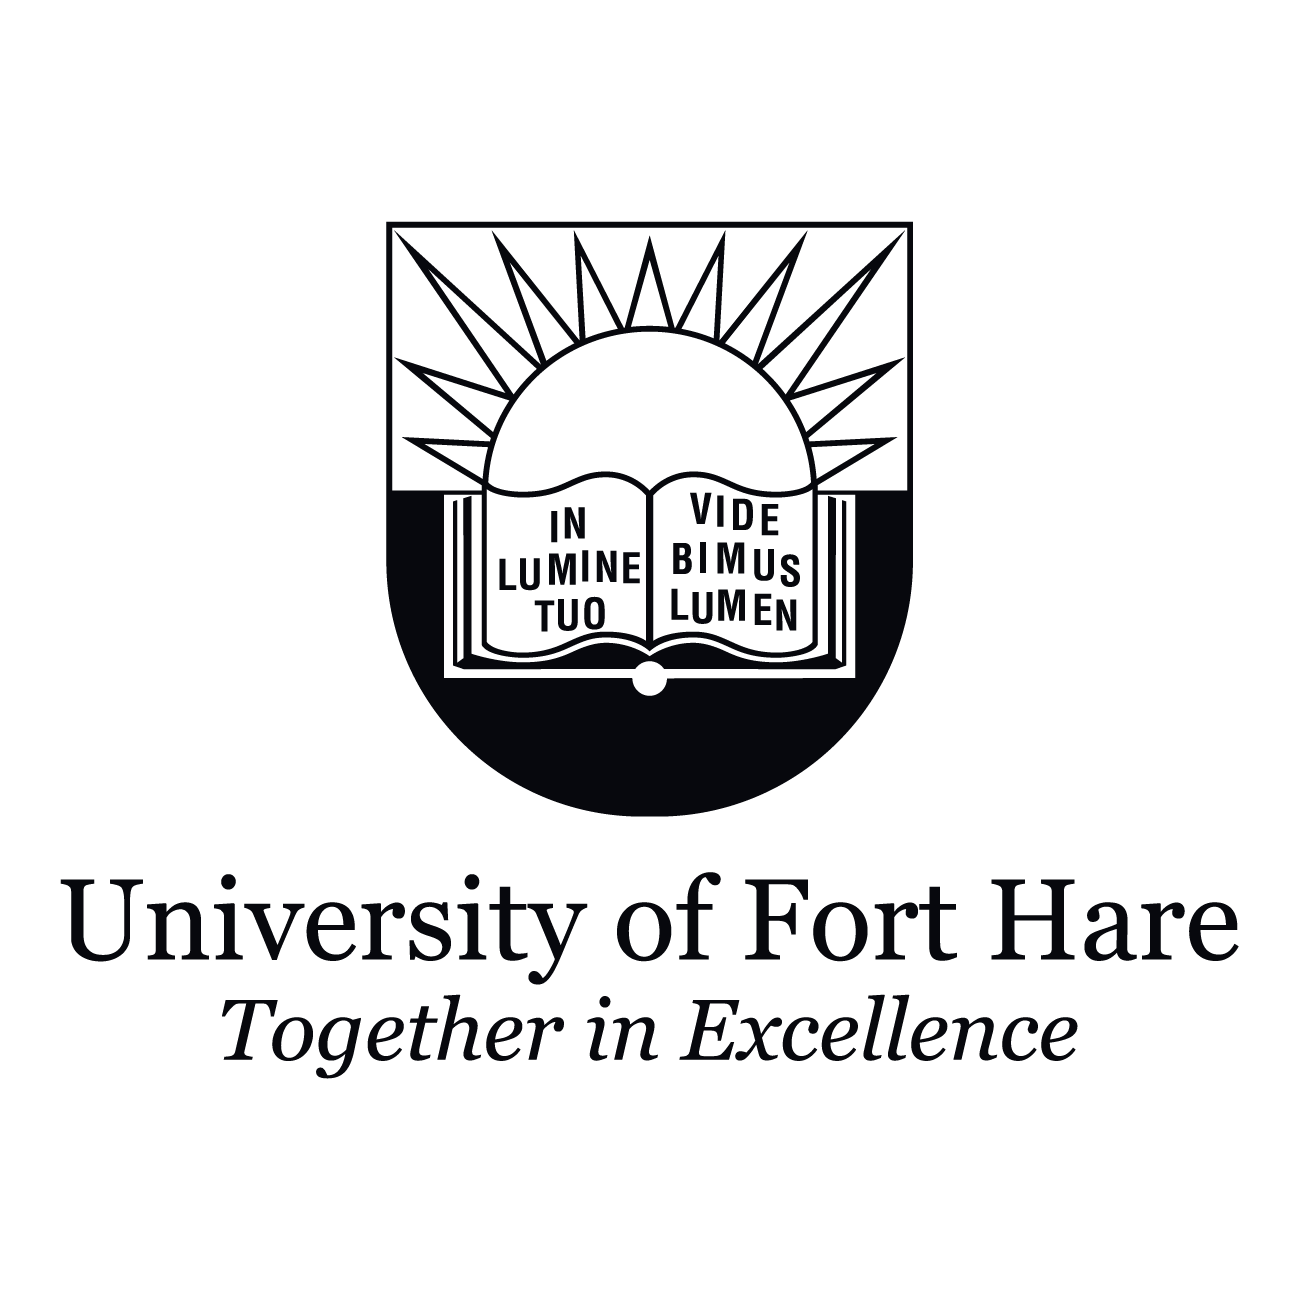 IN
LUMINE
TUO
VIDE
BIMUS
LUMEN
University of Fort Hare
Together in Excellence